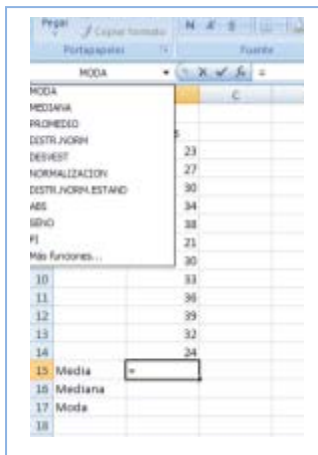 Pegar
Copiar formato
N K S
Portapapeles
Fuente
MODA
=
MODA
MEDIANA
PROMEDIO
DISTR.NORM
DESVEST
NORMALIZACION
DISTR.NORM.ESTAND
ABS
SENO
PI
Más funciones...
C
s
23
27
30
34
38
21
30
10 33
11 36
12 39
13 32
14 24
15 Media =
16 Mediana
17 Moda
18